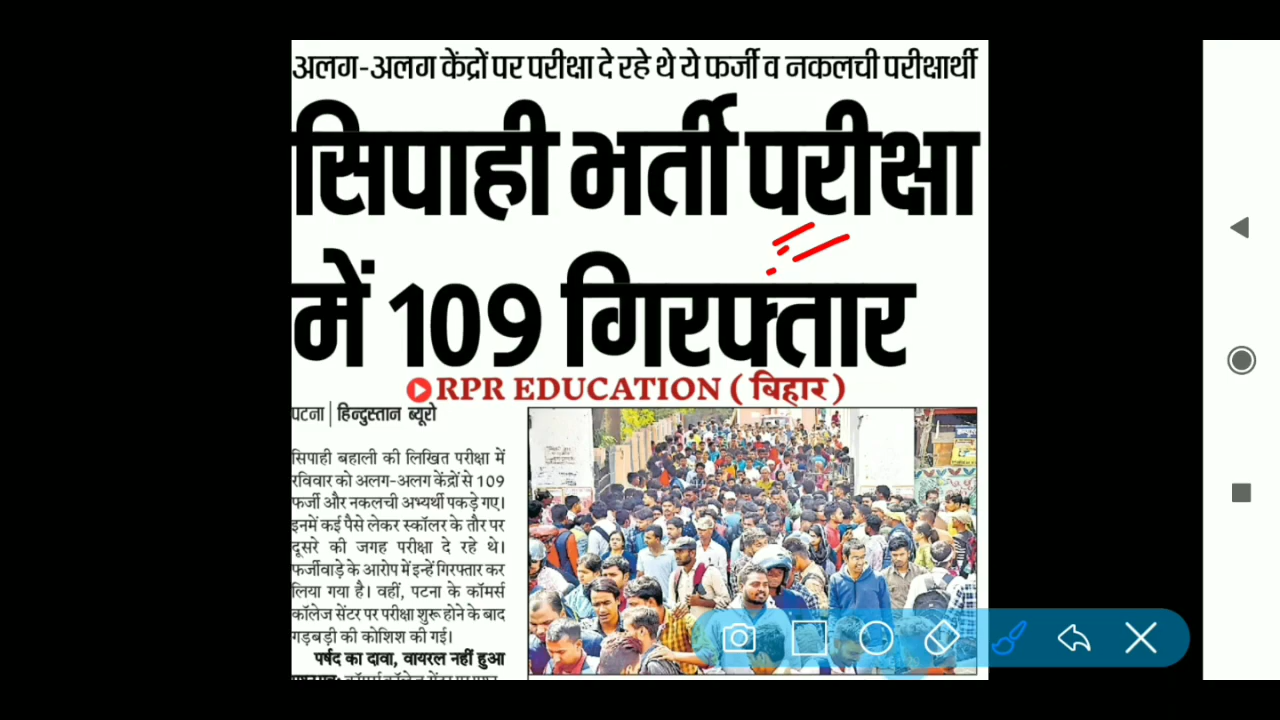 अलग-अलग केंद्रों पर परीक्षा दे रहे थे ये फर्जी व नकलची परीक्षार्थी
सिपाही भर्ती परीक्षा
में 109 गिरफ्तार
RPR EDUCATION ( बिहार )
पटना | हिन्दुस्तान ब्यूरो
सिपाही बहाली की लिखित परीक्षा में
रविवार को अलग-अलग केंद्रों से 109
फर्जी और नकलची अभ्यर्थी पकड़े गए।
इनमें कई पैसे लेकर स्कॉलर के तौर पर
दूसरे की जगह परीक्षा दे रहे थे।
फर्जीवाड़े के आरोप में इन्हें गिरफ्तार कर
लिया गया है। वहीं, पटना के कॉमर्स
कॉलेज सेंटर पर परीक्षा शुरू होने के बाद
गड़बड़ी की कोशिश की गई।
पर्षद का दावा, वायरल नहीं हुआ